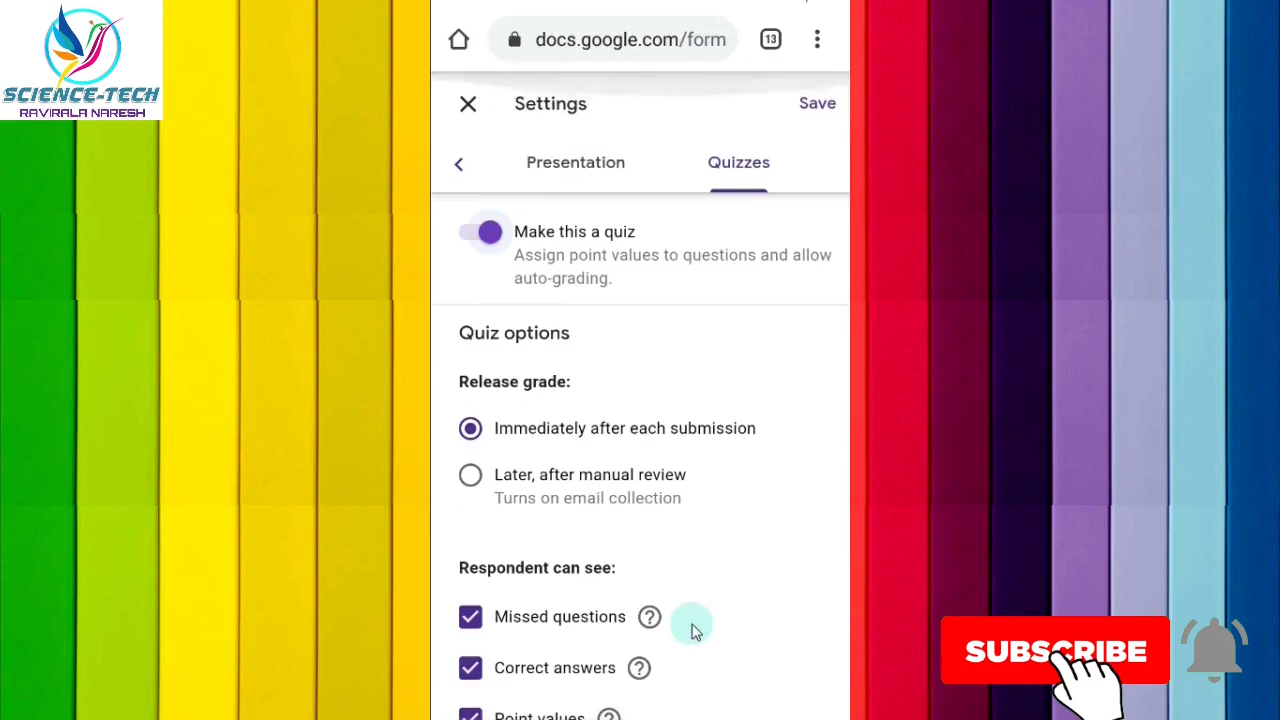 SCIENCE-TECH
RAVIRALA NARESH
docs.google.com/form
13
Settings
Save
Presentation
Quizzes
Make this a quiz
Assign point values to questions and allow
auto-grading.
Quiz options
Release grade:
Immediately after each submission
Later, after manual review
Turns on email collection
Respondent can see:
Missed questions
Correct answers
Point values
SUBSCRIBE